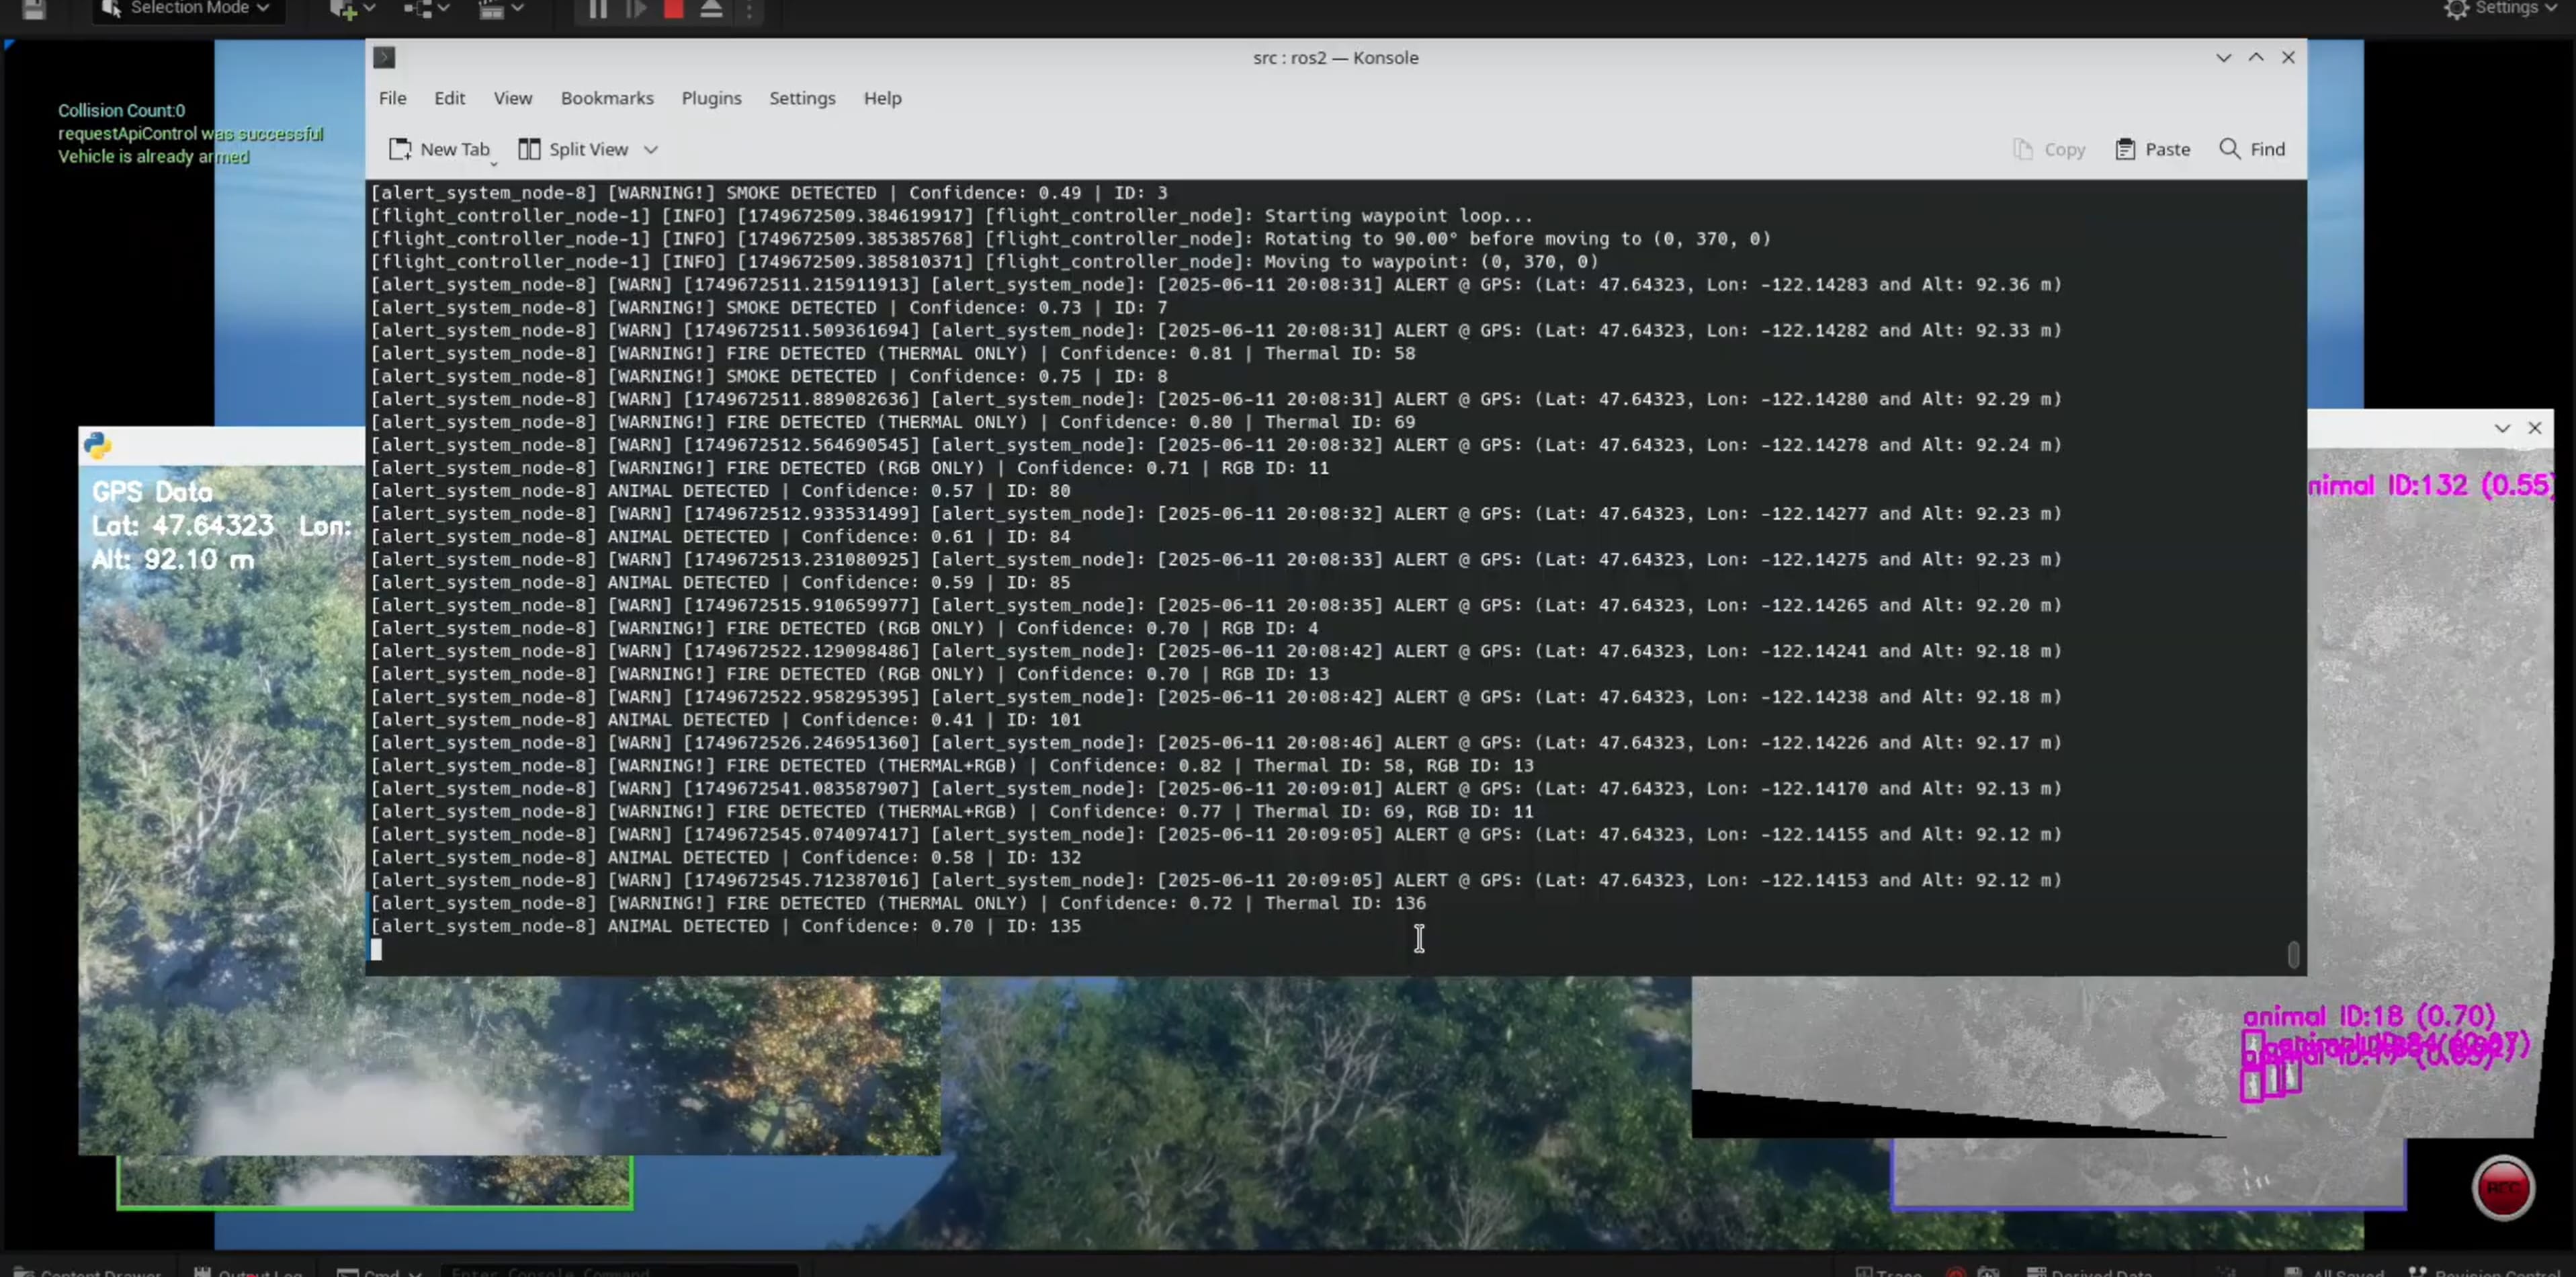 Selection Mode
Settings
Collision Count:0
requestApiControl was successful
Vehicle is already armed
src : ros2 — Konsole
File Edit View Bookmarks Plugins Settings Help
New Tab Split View Copy Paste Find
[alert_system_node-8] [WARNING!] SMOKE DETECTED | Confidence: 0.49 | ID: 3
[flight_controller_node-1] [INFO] [1749672509.384619917] [flight_controller_node]: Starting waypoint loop...
[flight_controller_node-1] [INFO] [1749672509.385385768] [flight_controller_node]: Rotating to 90.00° before moving to (0, 370, 0)
[flight_controller_node-1] [INFO] [1749672509.385810371] [flight_controller_node]: Moving to waypoint: (0, 370, 0)
[alert_system_node-8] [WARN] [1749672511.215911913] [alert_system_node]: [2025-06-11 20:08:31] ALERT @ GPS: (Lat: 47.64323, Lon: -122.14283 and Alt: 92.36 m)
[alert_system_node-8] [WARNING!] SMOKE DETECTED | Confidence: 0.73 | ID: 7
[alert_system_node-8] [WARN] [1749672511.509361694] [alert_system_node]: [2025-06-11 20:08:31] ALERT @ GPS: (Lat: 47.64323, Lon: -122.14282 and Alt: 92.33 m)
[alert_system_node-8] [WARNING!] FIRE DETECTED (THERMAL ONLY) | Confidence: 0.81 | Thermal ID: 58
[alert_system_node-8] [WARNING!] SMOKE DETECTED | Confidence: 0.75 | ID: 8
[alert_system_node-8] [WARN] [1749672511.889082636] [alert_system_node]: [2025-06-11 20:08:31] ALERT @ GPS: (Lat: 47.64323, Lon: -122.14280 and Alt: 92.29 m)
[alert_system_node-8] [WARNING!] FIRE DETECTED (THERMAL ONLY) | Confidence: 0.80 | Thermal ID: 69
[alert_system_node-8] [WARN] [1749672512.564690545] [alert_system_node]: [2025-06-11 20:08:32] ALERT @ GPS: (Lat: 47.64323, Lon: -122.14278 and Alt: 92.24 m)
[alert_system_node-8] [WARNING!] FIRE DETECTED (RGB ONLY) | Confidence: 0.71 | RGB ID: 11
[alert_system_node-8] ANIMAL DETECTED | Confidence: 0.57 | ID: 80
[alert_system_node-8] [WARN] [1749672512.933531499] [alert_system_node]: [2025-06-11 20:08:32] ALERT @ GPS: (Lat: 47.64323, Lon: -122.14277 and Alt: 92.23 m)
[alert_system_node-8] ANIMAL DETECTED | Confidence: 0.61 | ID: 84
[alert_system_node-8] [WARN] [1749672513.231080925] [alert_system_node]: [2025-06-11 20:08:33] ALERT @ GPS: (Lat: 47.64323, Lon: -122.14275 and Alt: 92.23 m)
[alert_system_node-8] ANIMAL DETECTED | Confidence: 0.59 | ID: 85
[alert_system_node-8] [WARN] [1749672515.910659977] [alert_system_node]: [2025-06-11 20:08:35] ALERT @ GPS: (Lat: 47.64323, Lon: -122.14265 and Alt: 92.20 m)
[alert_system_node-8] [WARNING!] FIRE DETECTED (RGB ONLY) | Confidence: 0.70 | RGB ID: 4
[alert_system_node-8] [WARN] [1749672522.129098486] [alert_system_node]: [2025-06-11 20:08:42] ALERT @ GPS: (Lat: 47.64323, Lon: -122.14241 and Alt: 92.18 m)
[alert_system_node-8] [WARNING!] FIRE DETECTED (RGB ONLY) | Confidence: 0.70 | RGB ID: 13
[alert_system_node-8] [WARN] [1749672522.958295395] [alert_system_node]: [2025-06-11 20:08:42] ALERT @ GPS: (Lat: 47.64323, Lon: -122.14238 and Alt: 92.18 m)
[alert_system_node-8] ANIMAL DETECTED | Confidence: 0.41 | ID: 101
[alert_system_node-8] [WARN] [1749672526.246951360] [alert_system_node]: [2025-06-11 20:08:46] ALERT @ GPS: (Lat: 47.64323, Lon: -122.14226 and Alt: 92.17 m)
[alert_system_node-8] [WARNING!] FIRE DETECTED (THERMAL+RGB) | Confidence: 0.82 | Thermal ID: 58, RGB ID: 13
[alert_system_node-8] [WARN] [1749672541.083587907] [alert_system_node]: [2025-06-11 20:09:01] ALERT @ GPS: (Lat: 47.64323, Lon: -122.14170 and Alt: 92.13 m)
[alert_system_node-8] [WARNING!] FIRE DETECTED (THERMAL+RGB) | Confidence: 0.77 | Thermal ID: 69, RGB ID: 11
[alert_system_node-8] [WARN] [1749672545.074097417] [alert_system_node]: [2025-06-11 20:09:05] ALERT @ GPS: (Lat: 47.64323, Lon: -122.14155 and Alt: 92.12 m)
[alert_system_node-8] ANIMAL DETECTED | Confidence: 0.58 | ID: 132
[alert_system_node-8] [WARN] [1749672545.712387016] [alert_system_node]: [2025-06-11 20:09:05] ALERT @ GPS: (Lat: 47.64323, Lon: -122.14153 and Alt: 92.12 m)
[alert_system_node-8] [WARNING!] FIRE DETECTED (THERMAL ONLY) | Confidence: 0.72 | Thermal ID: 136
[alert_system_node-8] ANIMAL DETECTED | Confidence: 0.70 | ID: 135
GPS Data
Lat: 47.64323 Lon:
Alt: 92.10 m
nimal ID:132 (0.55)
animal ID:18 (0.70)
REC
Content Drawer Output Log Cmd Enter Console Command
Trace Derived Data All Saved Revision Control